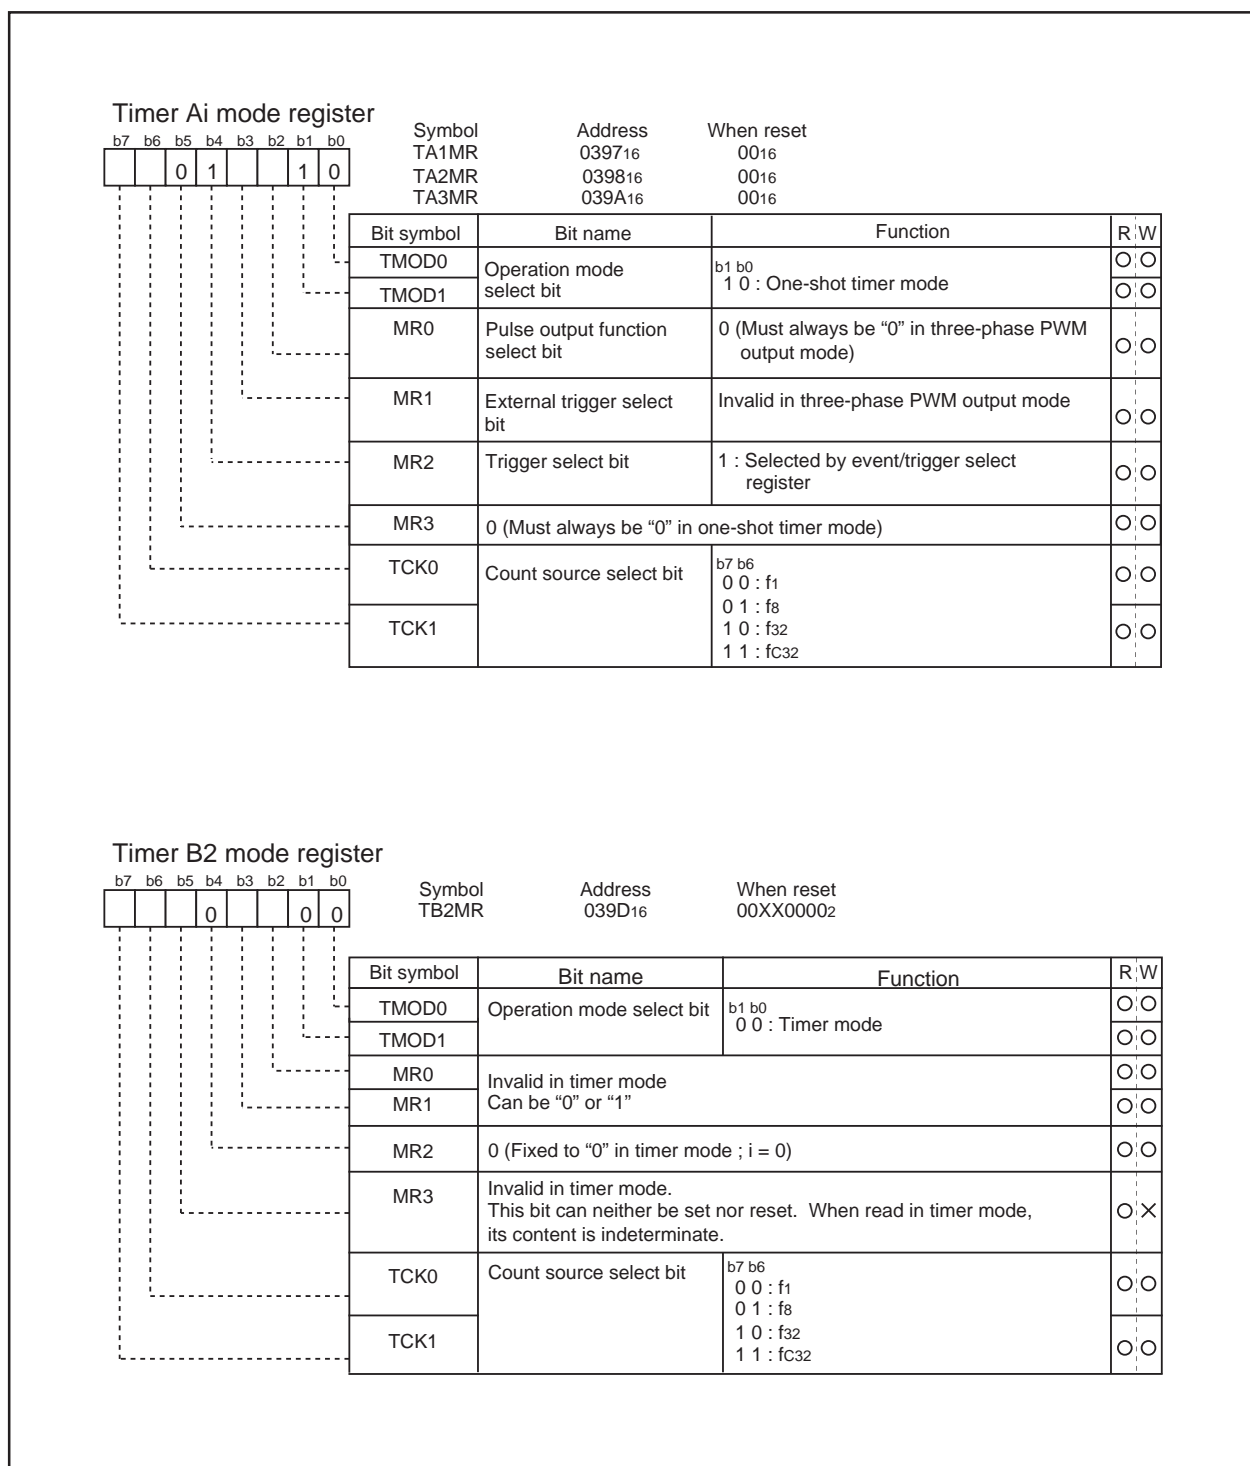 Timer Ai mode register
b7 b6 b5 b4 b3 b2 b1 b0
0 1 1 0
Symbol Address When reset
TA1MR 039716 0016
TA2MR 039816 0016
TA3MR 039A16 0016
Bit symbol Bit name Function R W
TMOD0 Operation mode select bit b1 b0
TMOD1 1 0 : One-shot timer mode
MR0 Pulse output function select bit 0 (Must always be “0” in three-phase PWM output mode)
MR1 External trigger select bit Invalid in three-phase PWM output mode
MR2 Trigger select bit 1 : Selected by event/trigger select register
MR3 0 (Must always be “0” in one-shot timer mode)
TCK0 Count source select bit b7 b6
0 0 : f1
0 1 : f8
TCK1 1 0 : f32
1 1 : fC32
Timer B2 mode register
b7 b6 b5 b4 b3 b2 b1 b0
0 0 0
Symbol Address When reset
TB2MR 039D16 00XX00002
Bit symbol Bit name Function R W
TMOD0 Operation mode select bit b1 b0
0 0 : Timer mode
TMOD1
MR0 Invalid in timer mode
MR1 Can be “0” or “1”
MR2 0 (Fixed to “0” in timer mode ; i = 0)
MR3 Invalid in timer mode.
This bit can neither be set nor reset. When read in timer mode,
its content is indeterminate.
TCK0 Count source select bit b7 b6
0 0 : f1
0 1 : f8
TCK1 1 0 : f32
1 1 : fC32